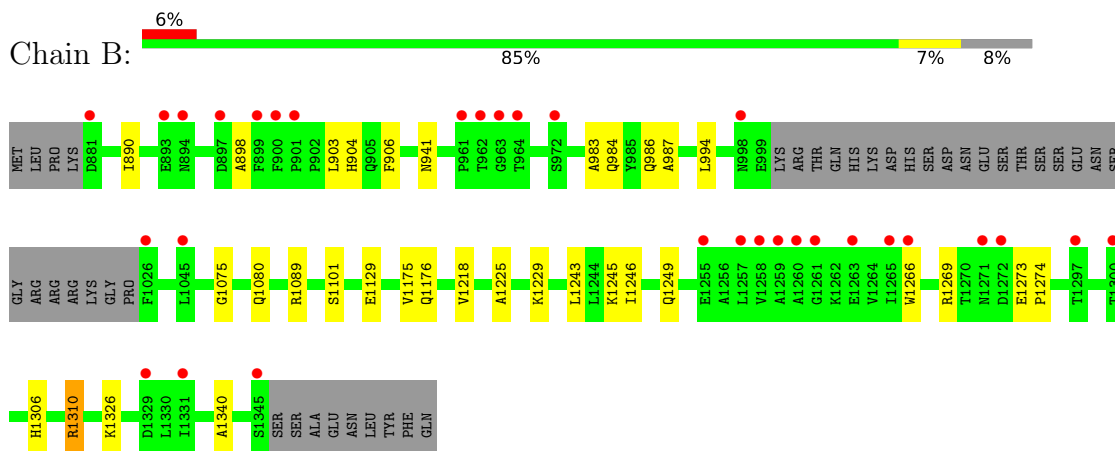 6%
Chain B:
85% 7% 8%
MET LEU PRO LYS D881 I890 E893 N894 D897 A898 F899 F900 P901 P902 L903 H904 Q905 F906 N941 P961 T962 G963 T964 S972 A983 Q984 Y985 Q986 A987 L994 N998 E999 LYS ARG THR GLN HIS LYS ASP HIS SER ASP ASN GLU SER THR SER SER GLU ASN SER
GLY ARG ARG ARG LYS GLY PRO F1026 L1045 G1075 Q1080 R1089 S1101 E1129 V1175 Q1176 V1218 A1225 K1229 L1243 L1244 K1245 I1246 Q1249 E1255 A1256 L1257 V1258 A1259 A1260 G1261 K1262 E1263 V1264 I1265 W1266 R1269 T1270 N1271 D1272 E1273 P1274 T1297
H1306 R1310 K1326 D1329 L1330 I1331 A1340 S1345 SER SER ALA GLU ASN LEU TYR PHE GLN